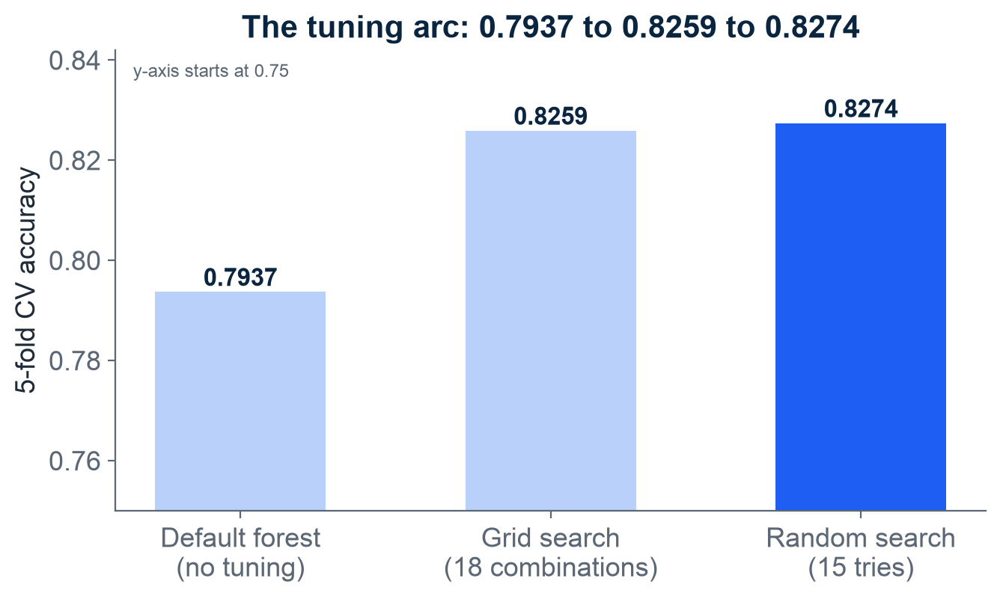 The tuning arc: 0.7937 to 0.8259 to 0.8274
y-axis starts at 0.75
5-fold CV accuracy
0.84
0.82
0.80
0.78
0.76
0.7937
0.8259
0.8274
Default forest
(no tuning)
Grid search
(18 combinations)
Random search
(15 tries)